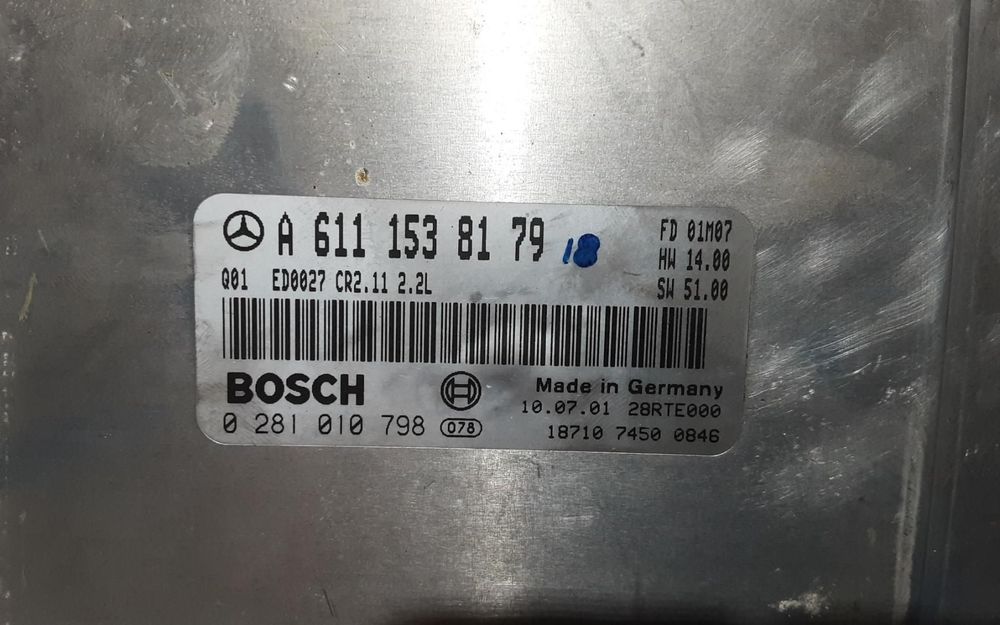 A 611 153 81 79 18
FD 01M07
HW 14.00
Q01 ED0027 CR2.11 2.2L
SW 51.00
BOSCH
Made in Germany
10.07.01 28RTE000
0 281 010 798 078
18710 7450 0846